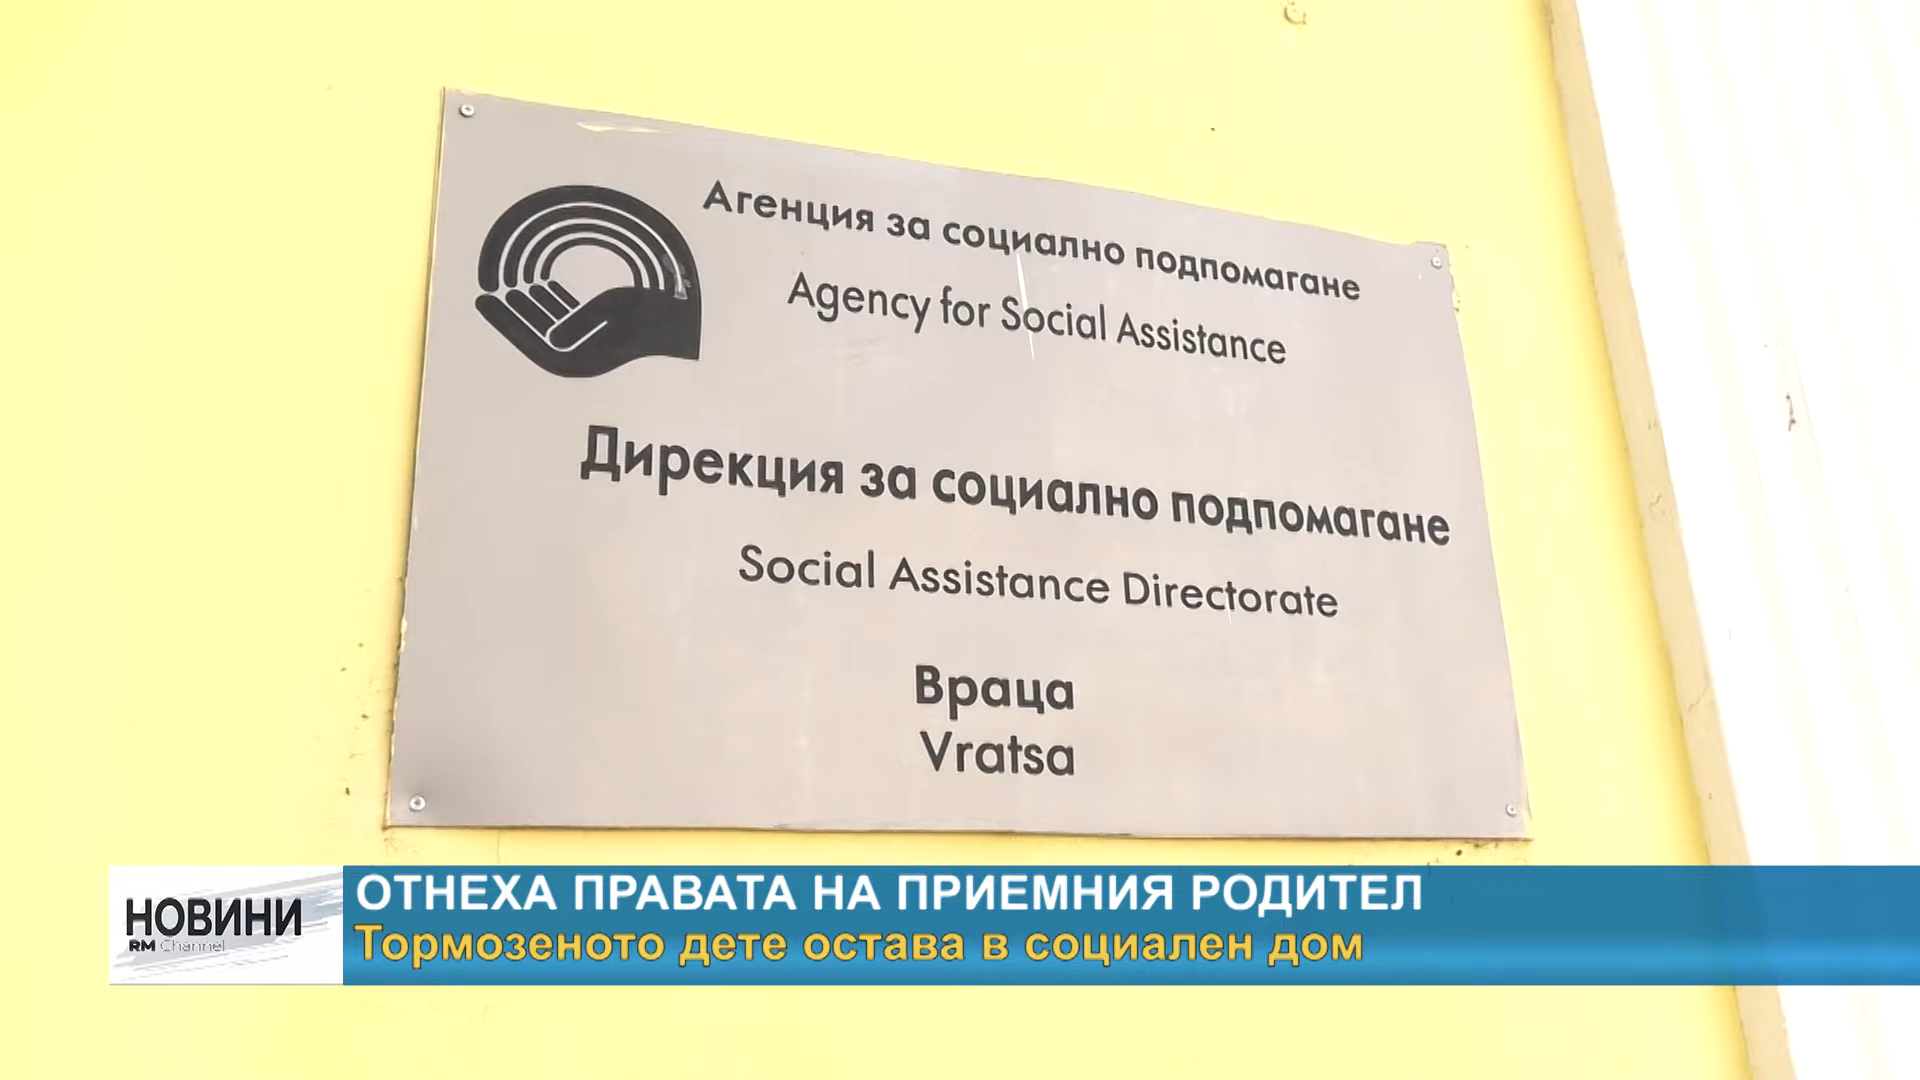 Агенция за социално подпомагане
Agency for Social Assistance
Дирекция за социално подпомагане
Social Assistance Directorate
Враца
Vratsa
НОВИНИ
RM Channel
ОТНЕХА ПРАВАТА НА ПРИЕМНИЯ РОДИТЕЛ
Тормозеното дете остава в социален дом